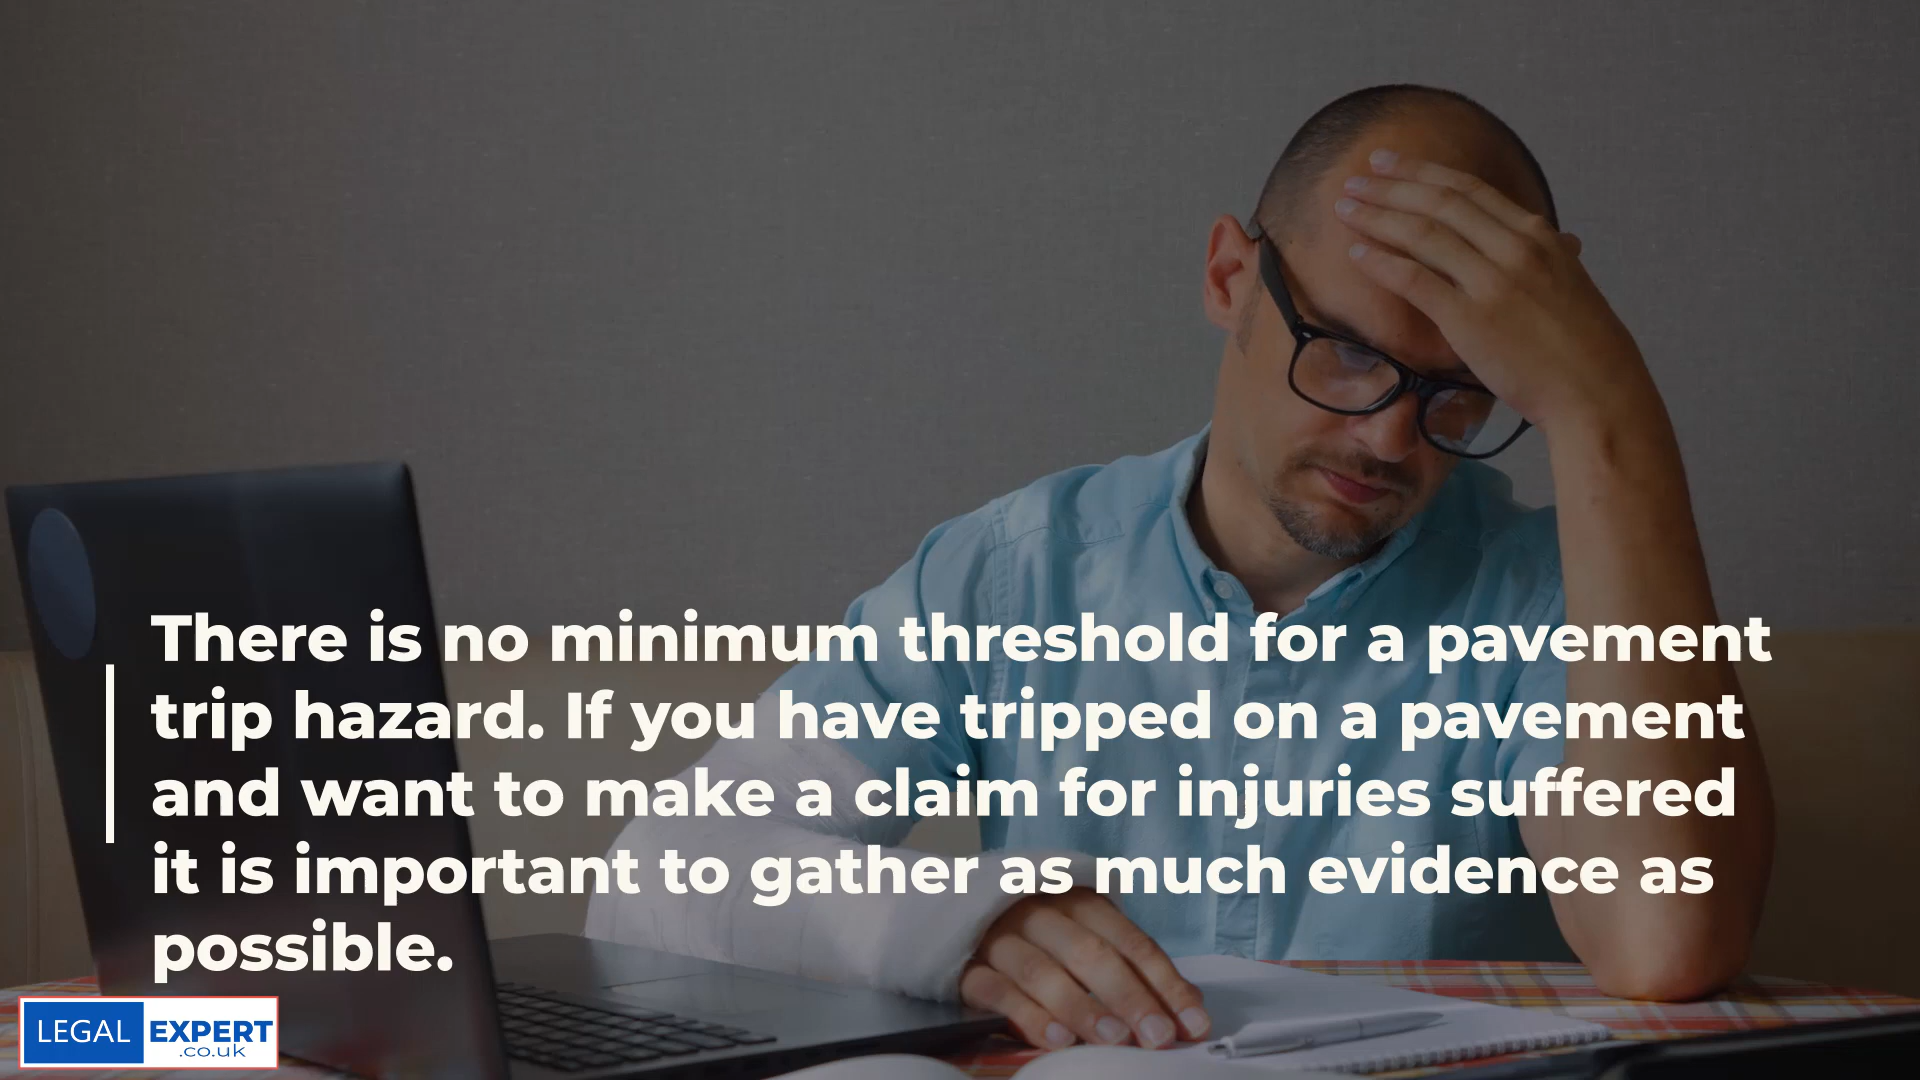 There is no minimum threshold for a pavement
trip hazard. If you have tripped on a pavement
and want to make a claim for injuries suffered
it is important to gather as much evidence as
possible.
LEGAL EXPERT
.co.uk